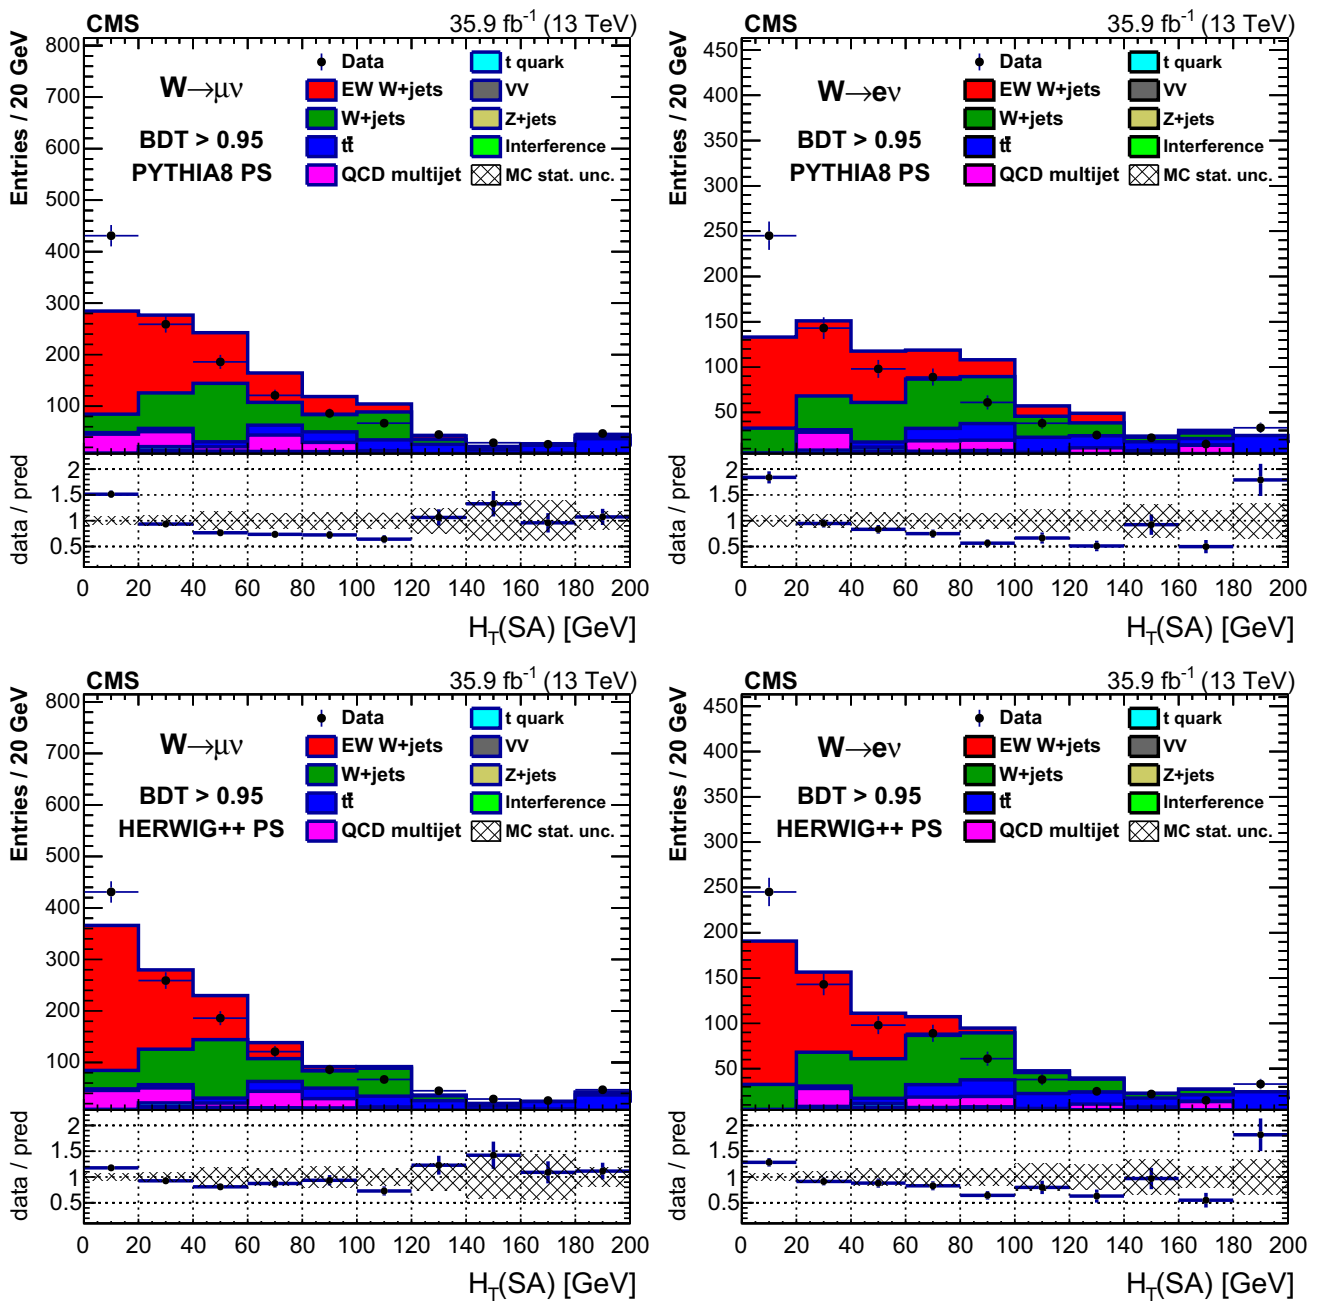 CMS 35.9 fb⁻¹ (13 TeV)
Entries / 20 GeV
800
700
600
500
400
300
200
100
W→μν
BDT > 0.95
PYTHIA8 PS
Data
EW W+jets
W+jets
tt̄
QCD multijet
t quark
VV
Z+jets
Interference
MC stat. unc.
data / pred
2
1.5
1
0.5
0 20 40 60 80 100 120 140 160 180 200
H_T(SA) [GeV]
CMS 35.9 fb⁻¹ (13 TeV)
Entries / 20 GeV
450
400
350
300
250
200
150
100
50
W→eν
BDT > 0.95
PYTHIA8 PS
Data
EW W+jets
W+jets
tt̄
QCD multijet
t quark
VV
Z+jets
Interference
MC stat. unc.
data / pred
2
1.5
1
0.5
0 20 40 60 80 100 120 140 160 180 200
H_T(SA) [GeV]
CMS 35.9 fb⁻¹ (13 TeV)
Entries / 20 GeV
800
700
600
500
400
300
200
100
W→μν
BDT > 0.95
HERWIG++ PS
Data
EW W+jets
W+jets
tt̄
QCD multijet
t quark
VV
Z+jets
Interference
MC stat. unc.
data / pred
2
1.5
1
0.5
0 20 40 60 80 100 120 140 160 180 200
H_T(SA) [GeV]
CMS 35.9 fb⁻¹ (13 TeV)
Entries / 20 GeV
450
400
350
300
250
200
150
100
50
W→eν
BDT > 0.95
HERWIG++ PS
Data
EW W+jets
W+jets
tt̄
QCD multijet
t quark
VV
Z+jets
Interference
MC stat. unc.
data / pred
2
1.5
1
0.5
0 20 40 60 80 100 120 140 160 180 200
H_T(SA) [GeV]